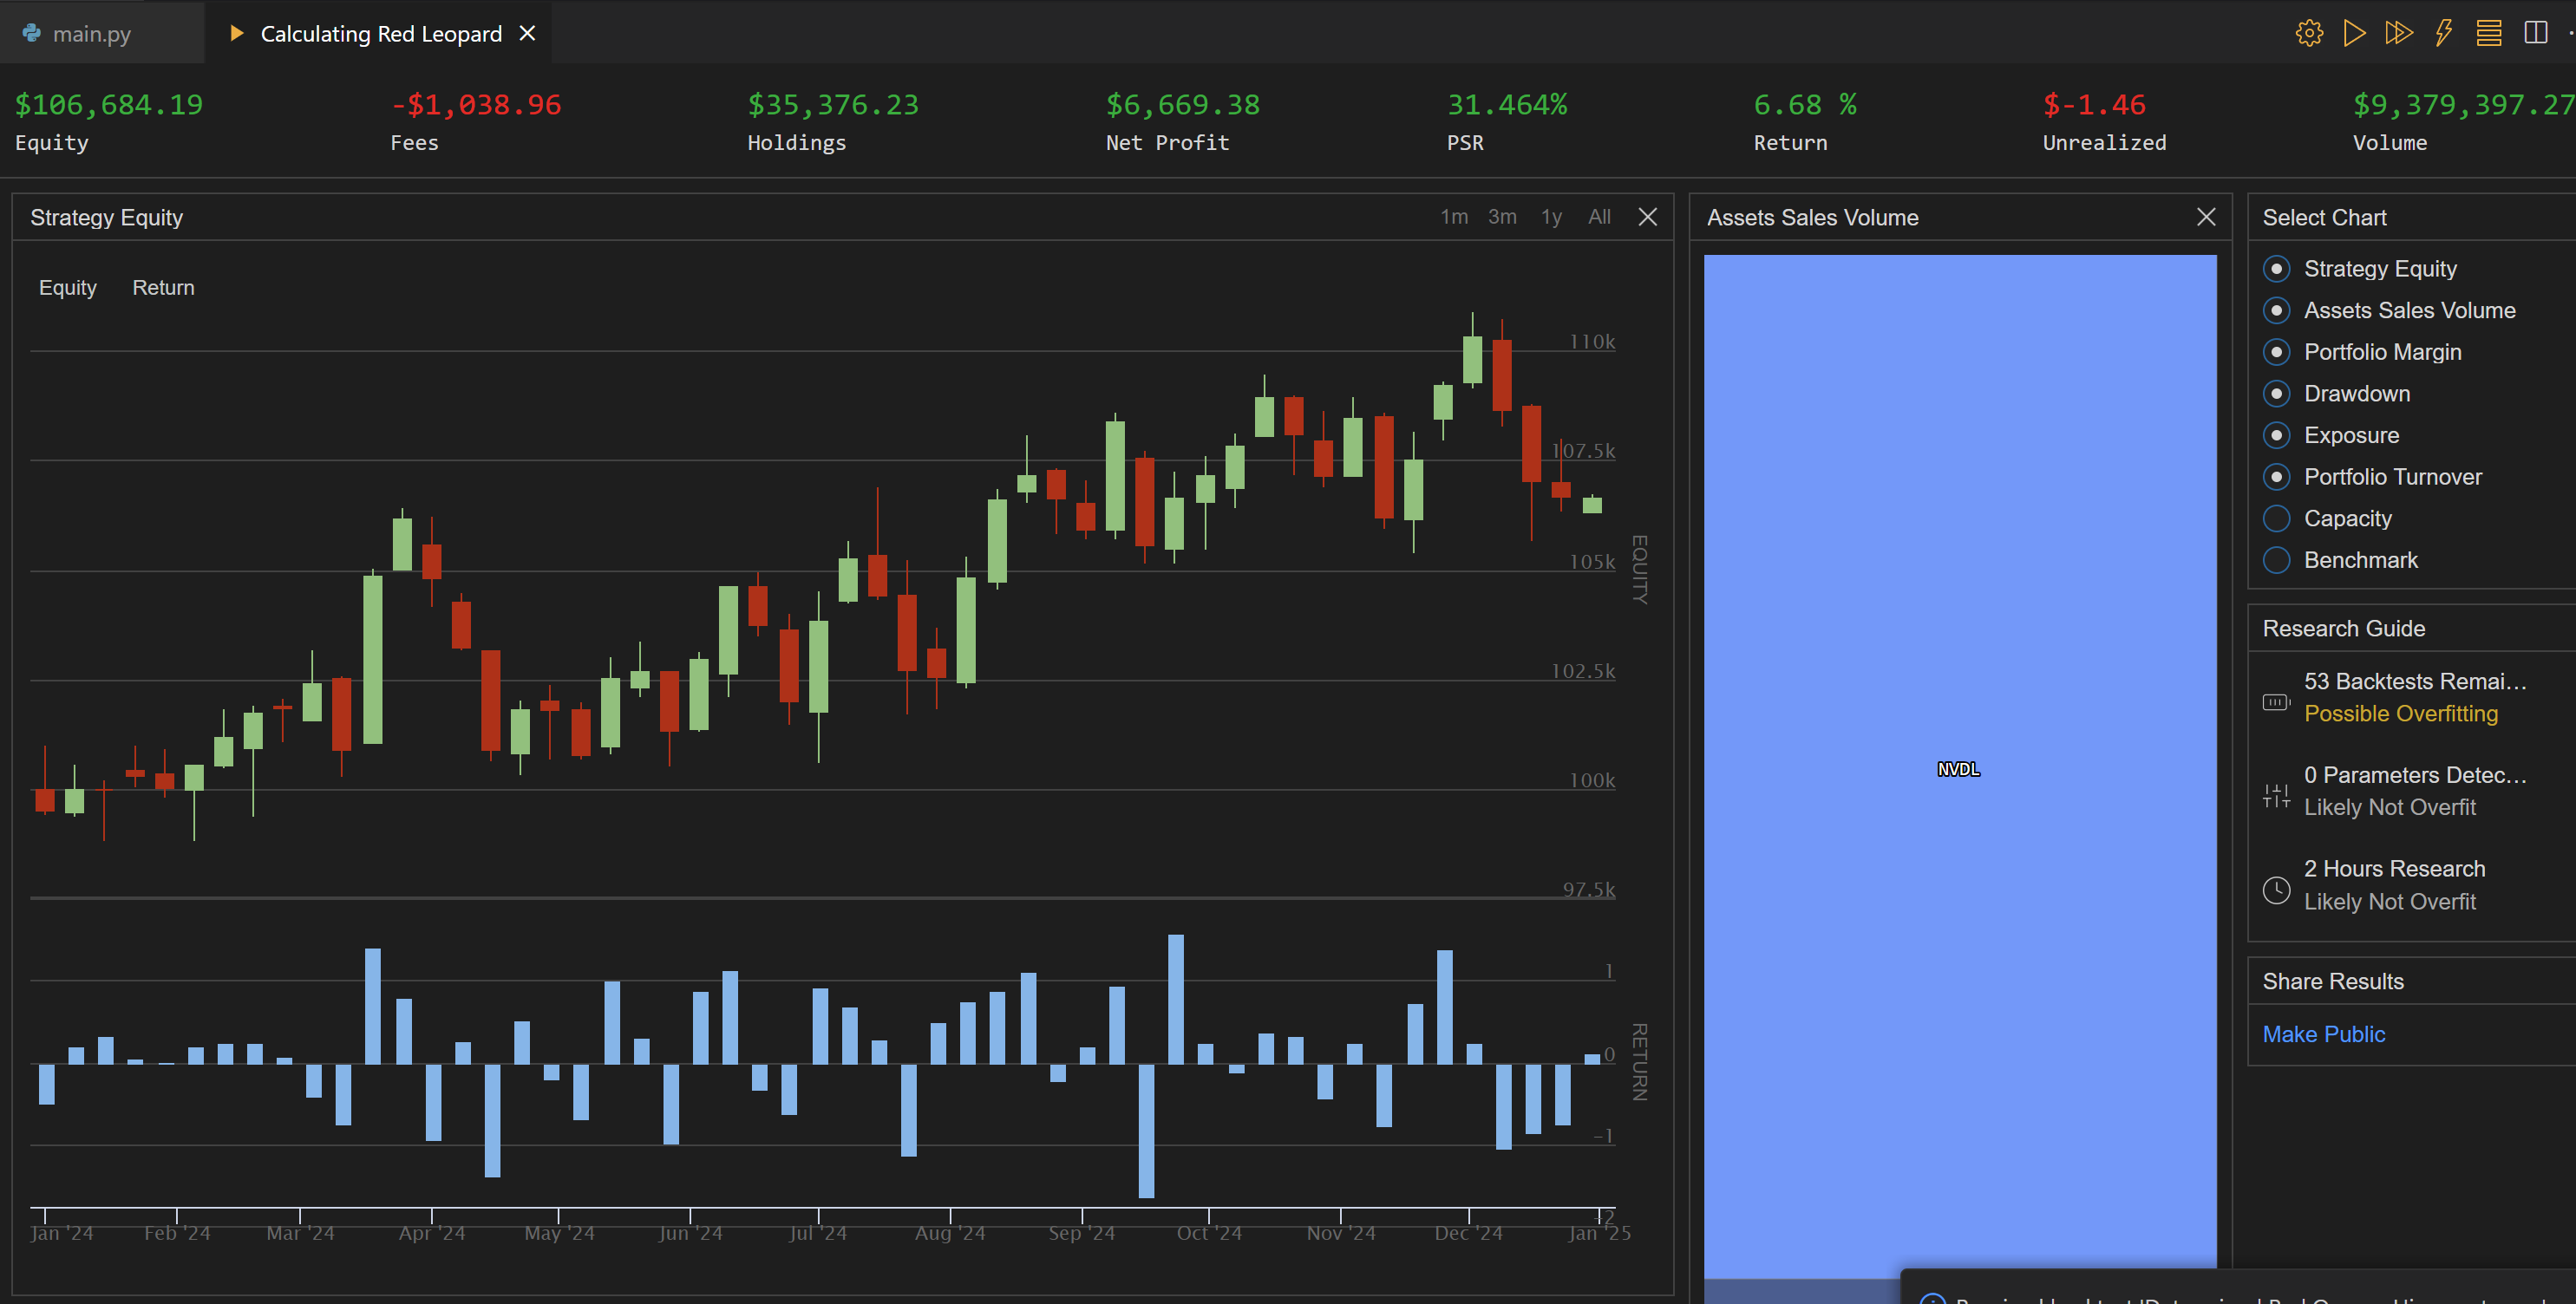 main.py
Calculating Red Leopard
$106,684.19
Equity
-$1,038.96
Fees
$35,376.23
Holdings
$6,669.38
Net Profit
31.464%
PSR
6.68 %
Return
$-1.46
Unrealized
$9,379,397.27
Volume
Strategy Equity
1m 3m 1y All
Equity Return
110k
107.5k
105k
102.5k
100k
97.5k
EQUITY
1
0
-1
-2
RETURN
Jan '24 Feb '24 Mar '24 Apr '24 May '24 Jun '24 Jul '24 Aug '24 Sep '24 Oct '24 Nov '24 Dec '24 Jan '25
Assets Sales Volume
NVDL
Select Chart
Strategy Equity
Assets Sales Volume
Portfolio Margin
Drawdown
Exposure
Portfolio Turnover
Capacity
Benchmark
Research Guide
53 Backtests Remai...
Possible Overfitting
0 Parameters Detec...
Likely Not Overfit
2 Hours Research
Likely Not Overfit
Share Results
Make Public